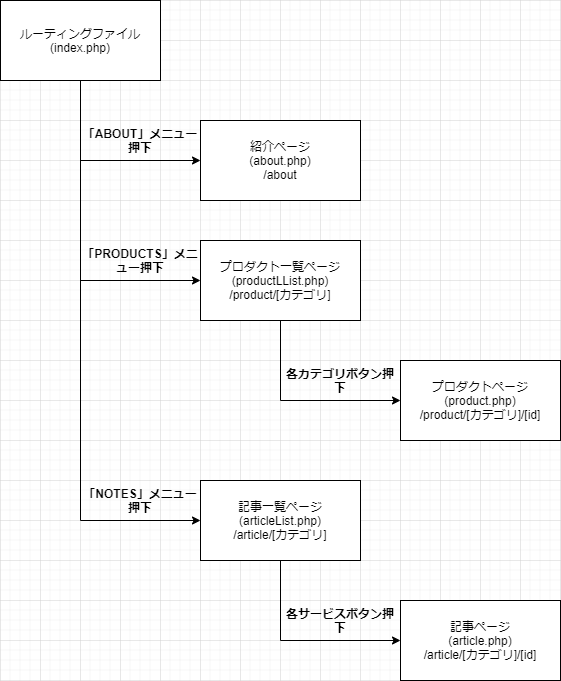 ルーティングファイル
(index.php)
「ABOUT」メニュー
押下
紹介ページ
(about.php)
/about
「PRODUCTS」メニ
ュー押下
プロダクト一覧ページ
(productLList.php)
/product/[カテゴリ]
各カテゴリボタン押
下
プロダクトページ
(product.php)
/product/[カテゴリ]/[id]
「NOTES」メニュー
押下
記事一覧ページ
(articleList.php)
/article/[カテゴリ]
各サービスボタン押
下
記事ページ
(article.php)
/article/[カテゴリ]/[id]